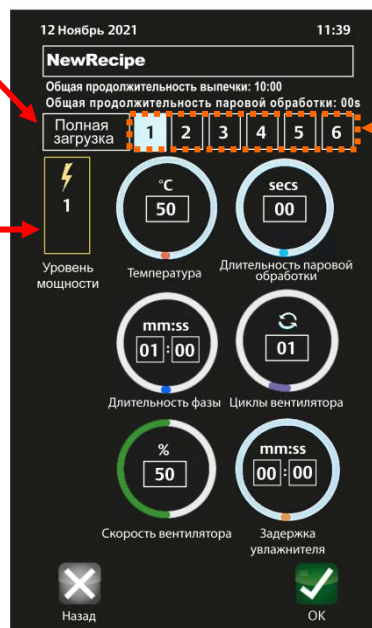 12 Ноябрь 2021 11:39
NewRecipe
Общая продолжительность выпечки: 10:00
Общая продолжительность паровой обработки: 00s
Полная загрузка 1 2 3 4 5 6
1
Уровень мощности
°C
50
Температура
secs
00
Длительность паровой обработки
mm:ss
01:00
Длительность фазы
01
Циклы вентилятора
%
50
Скорость вентилятора
mm:ss
00:00
Задержка увлажнителя
Назад
OK